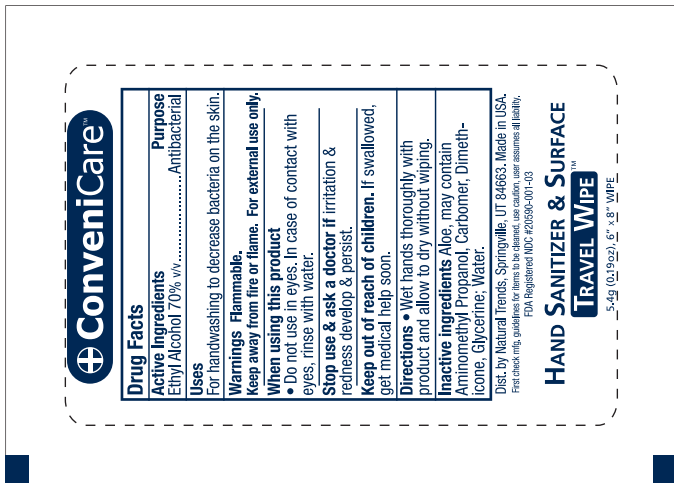 ConveniCare™
Drug Facts
Active Ingredients Purpose
Ethyl Alcohol 70% v/v......................Antibacterial
Uses
For handwashing to decrease bacteria on the skin.
Warnings Flammable.
Keep away from fire or flame. For external use only.
When using this product
• Do not use in eyes. In case of contact with
eyes, rinse with water.
Stop use & ask a doctor if irritation &
redness develop & persist.
Keep out of reach of children. If swallowed,
get medical help soon.
Directions • Wet hands thoroughly with
product and allow to dry without wiping.
Inactive ingredients Aloe, may contain
Aminomethyl Propanol, Carbomer, Dimeth-
icone, Glycerine; Water.
Dist. by Natural Trends, Springville, UT 84663. Made in USA.
First check mfg. guidelines for items to be cleaned, use caution, user assumes all liability.
FDA Registered NDC #20590-001-03
HAND SANITIZER & SURFACE
TRAVEL WIPE™
5.4g (0.19oz), 6" x 8" WIPE